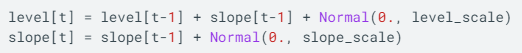 level[t] = level[t-1] + slope[t-1] + Normal(0., level_scale)
slope[t] = slope[t-1] + Normal(0., slope_scale)